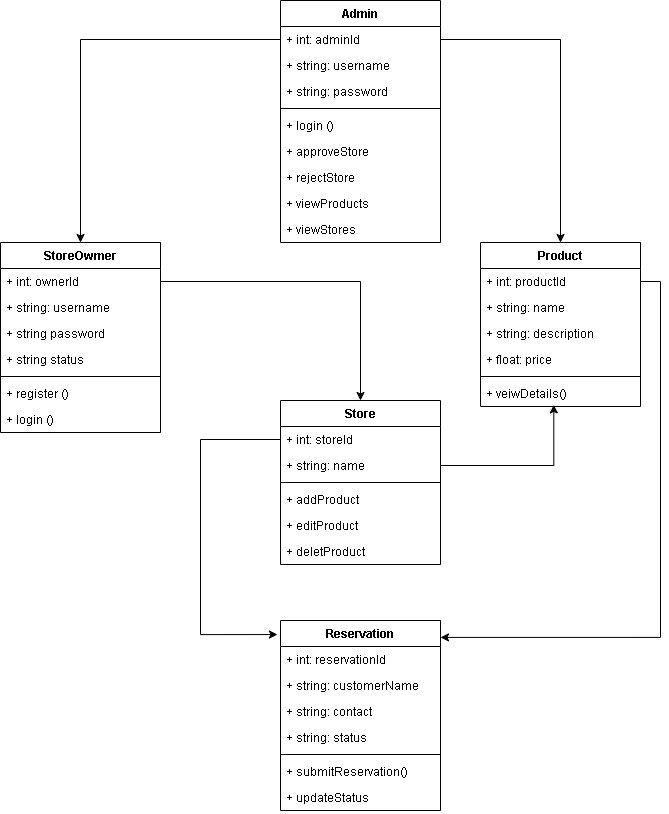 Admin
+ int: adminId
+ string: username
+ string: password
+ login ()
+ approveStore
+ rejectStore
+ viewProducts
+ viewStores
StoreOwmer
+ int: ownerId
+ string: username
+ string password
+ string status
+ register ()
+ login ()
Product
+ int: productId
+ string: name
+ string: description
+ float: price
+ veiwDetails()
Store
+ int: storeId
+ string: name
+ addProduct
+ editProduct
+ deletProduct
Reservation
+ int: reservationId
+ string: customerName
+ string: contact
+ string: status
+ submitReservation()
+ updateStatus